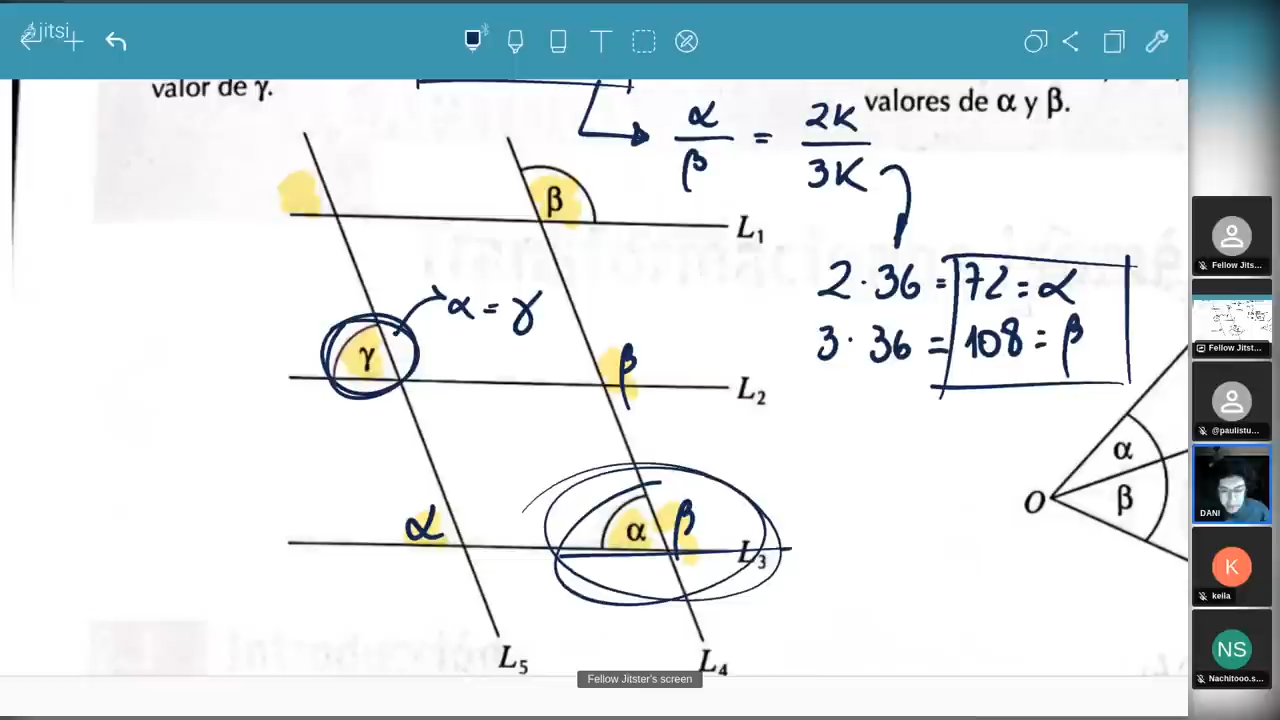 jitsi
valor de γ.
valores de α y β.
α/β = 2K/3K
β
L₁
2 · 36 = 72 = α
3 · 36 = 108 = β
α = γ
γ
β
L₂
α
β
O
α
α
β
L₃
L₅
L₄
Fellow Jitster's screen
Fellow Jits...
Fellow Jitst...
@paulistu...
DANI
K
keila
NS
Nachitooo.s...